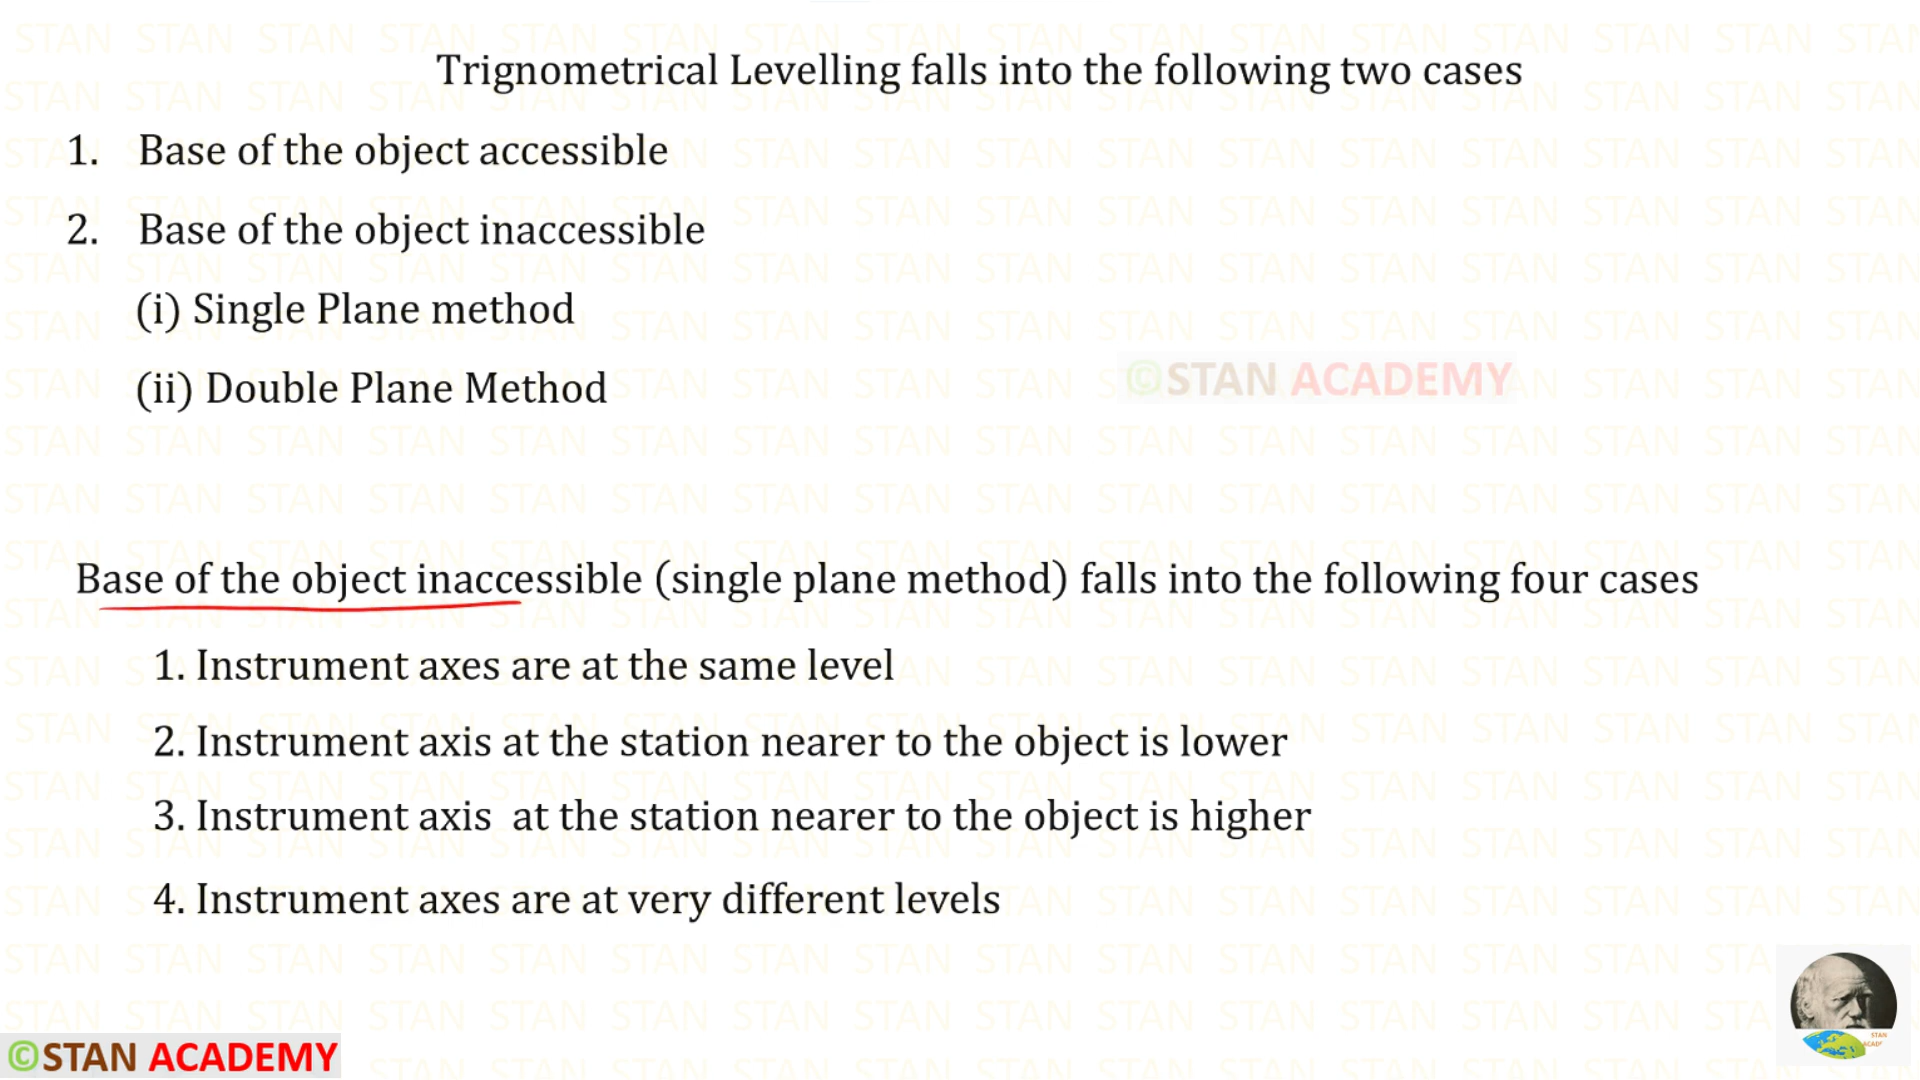 Trignometrical Levelling falls into the following two cases
1. Base of the object accessible
2. Base of the object inaccessible
(i) Single Plane method
(ii) Double Plane Method
©STAN ACADEMY
Base of the object inaccessible (single plane method) falls into the following four cases
1. Instrument axes are at the same level
2. Instrument axis at the station nearer to the object is lower
3. Instrument axis at the station nearer to the object is higher
4. Instrument axes are at very different levels
©STAN ACADEMY